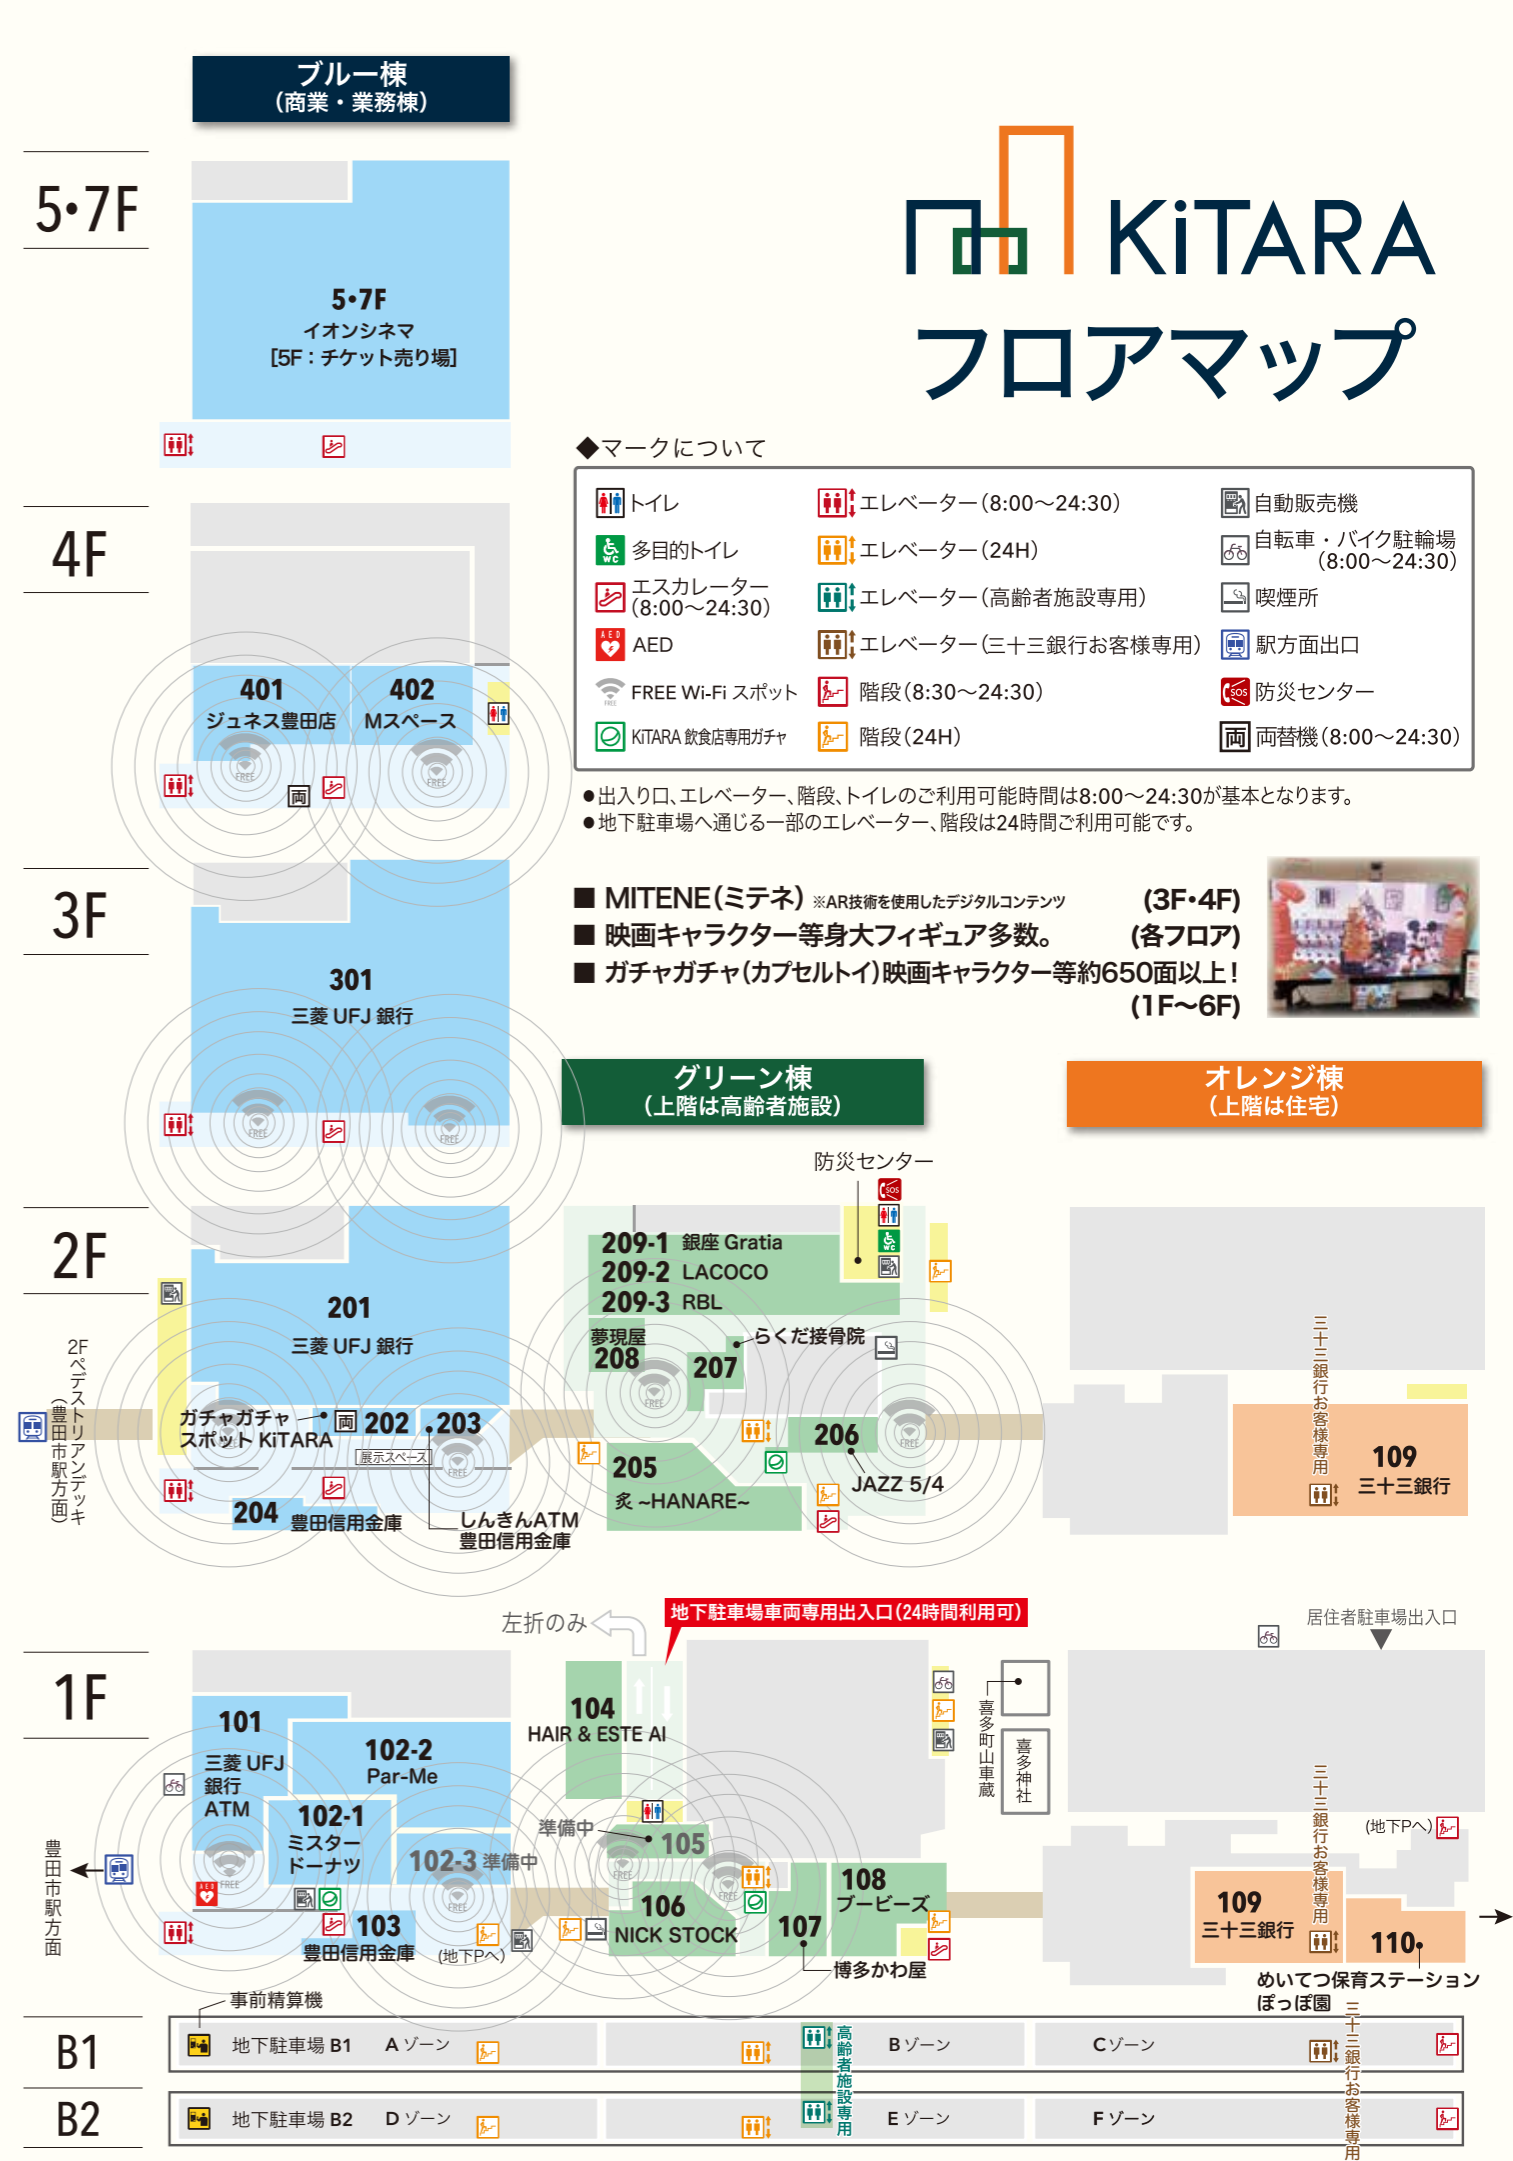 ブルー棟
（商業・業務棟）
KiTARA
フロアマップ
5・7F
5・7F
イオンシネマ
［5F：チケット売り場］
◆マークについて
トイレ
多目的トイレ
エスカレーター
（8:00〜24:30）
AED
AED
FREE Wi-Fi スポット
FREE
KiTARA 飲食店専用ガチャ
エレベーター（8:00〜24:30）
エレベーター（24H）
エレベーター（高齢者施設専用）
エレベーター（三十三銀行お客様専用）
階段（8:30〜24:30）
階段（24H）
自動販売機
自転車・バイク駐輪場
（8:00〜24:30）
喫煙所
駅方面出口
SOS
防災センター
両
両替機（8:00〜24:30）
WC
●出入り口、エレベーター、階段、トイレのご利用可能時間は8:00〜24:30が基本となります。
●地下駐車場へ通じる一部のエレベーター、階段は24時間ご利用可能です。
4F
401
ジュネス豊田店
402
Mスペース
FREE
FREE
両
■ MITENE（ミテネ）※AR技術を使用したデジタルコンテンツ (3F・4F)
■ 映画キャラクター等身大フィギュア多数。 (各フロア)
■ ガチャガチャ（カプセルトイ）映画キャラクター等約650面以上！
(1F〜6F)
3F
301
三菱 UFJ 銀行
FREE
FREE
グリーン棟
（上階は高齢者施設）
オレンジ棟
（上階は住宅）
2F
201
三菱 UFJ 銀行
2Fペデストリアンデッキ
（豊田市駅方面）
ガチャガチャ
スポット KiTARA
両
202
203
展示スペース
FREE
FREE
204
豊田信用金庫
しんきんATM
豊田信用金庫
防災センター
SOS
WC
209-1 銀座 Gratia
209-2 LACOCO
209-3 RBL
夢現屋
208
207
らくだ接骨院
FREE
206
FREE
JAZZ 5/4
205
炙 ~HANARE~
三十三銀行お客様専用
109
三十三銀行
1F
左折のみ
地下駐車場車両専用出入口（24時間利用可）
居住者駐車場出入口
101
三菱 UFJ
銀行
ATM
102-2
Par-Me
102-1
ミスター
ドーナツ
102-3 準備中
FREE
FREE
AED
豊田市駅方面
103
豊田信用金庫
(地下Pへ)
104
HAIR & ESTE AI
準備中
105
FREE
FREE
106
NICK STOCK
107
博多かわ屋
108
ブービーズ
喜多町山車蔵
喜多神社
三十三銀行お客様専用
(地下Pへ)
109
三十三銀行
110
めいてつ保育ステーション
ぽっぽ園
事前精算機
B1
地下駐車場 B1
A ゾーン
高齢者施設専用
B ゾーン
C ゾーン
三十三銀行お客様専用
B2
地下駐車場 B2
D ゾーン
E ゾーン
F ゾーン